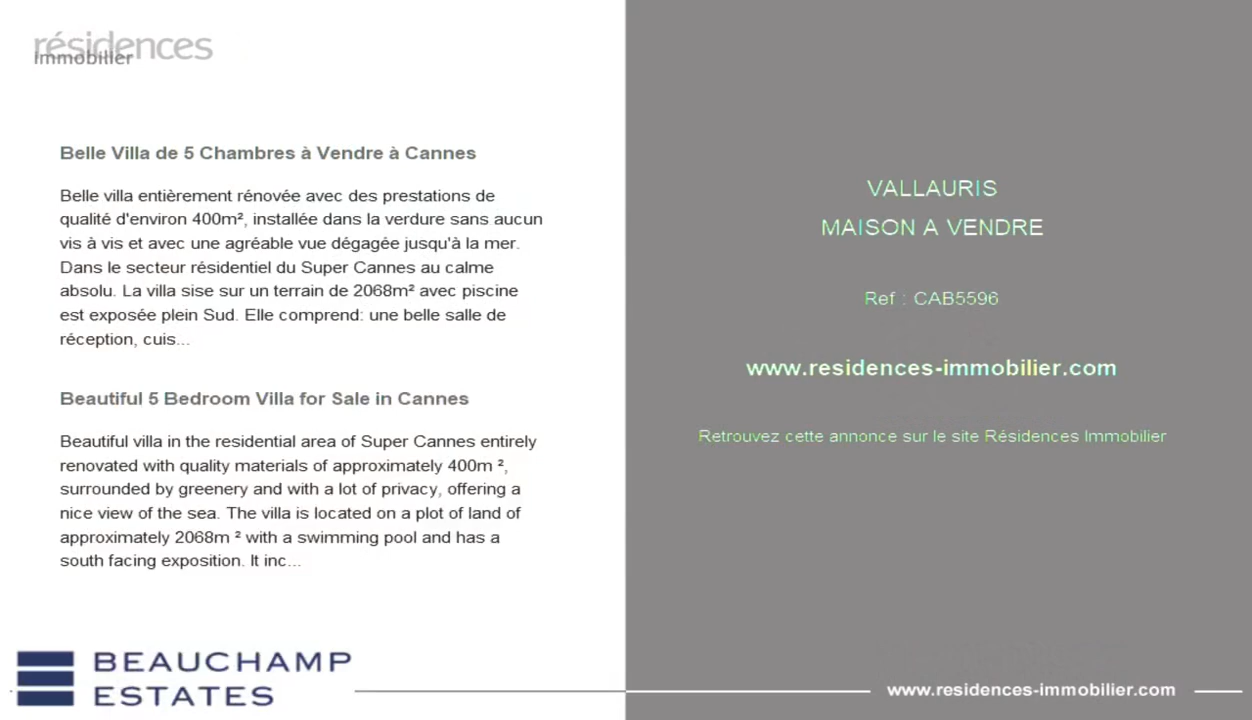 résidences
immobilier
Belle Villa de 5 Chambres à Vendre à Cannes
Belle villa entièrement rénovée avec des prestations de
qualité d'environ 400m², installée dans la verdure sans aucun
vis à vis et avec une agréable vue dégagée jusqu'à la mer.
Dans le secteur résidentiel du Super Cannes au calme
absolu. La villa sise sur un terrain de 2068m² avec piscine
est exposée plein Sud. Elle comprend: une belle salle de
réception, cuis...
Beautiful 5 Bedroom Villa for Sale in Cannes
Beautiful villa in the residential area of Super Cannes entirely
renovated with quality materials of approximately 400m ²,
surrounded by greenery and with a lot of privacy, offering a
nice view of the sea. The villa is located on a plot of land of
approximately 2068m ² with a swimming pool and has a
south facing exposition. It inc...
BEAUCHAMP
ESTATES
VALLAURIS
MAISON A VENDRE
Ref : CAB5596
www.residences-immobilier.com
Retrouvez cette annonce sur le site Résidences Immobilier
www.residences-immobilier.com